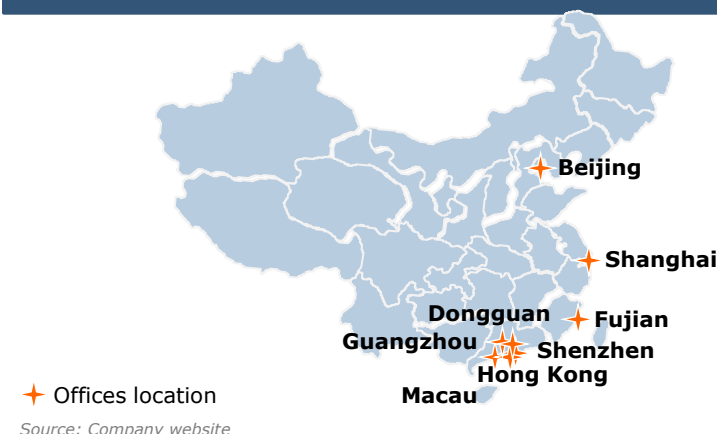 Beijing
Shanghai
Dongguan
Fujian
Guangzhou
Shenzhen
Hong Kong
Macau
Offices location
Source: Company website